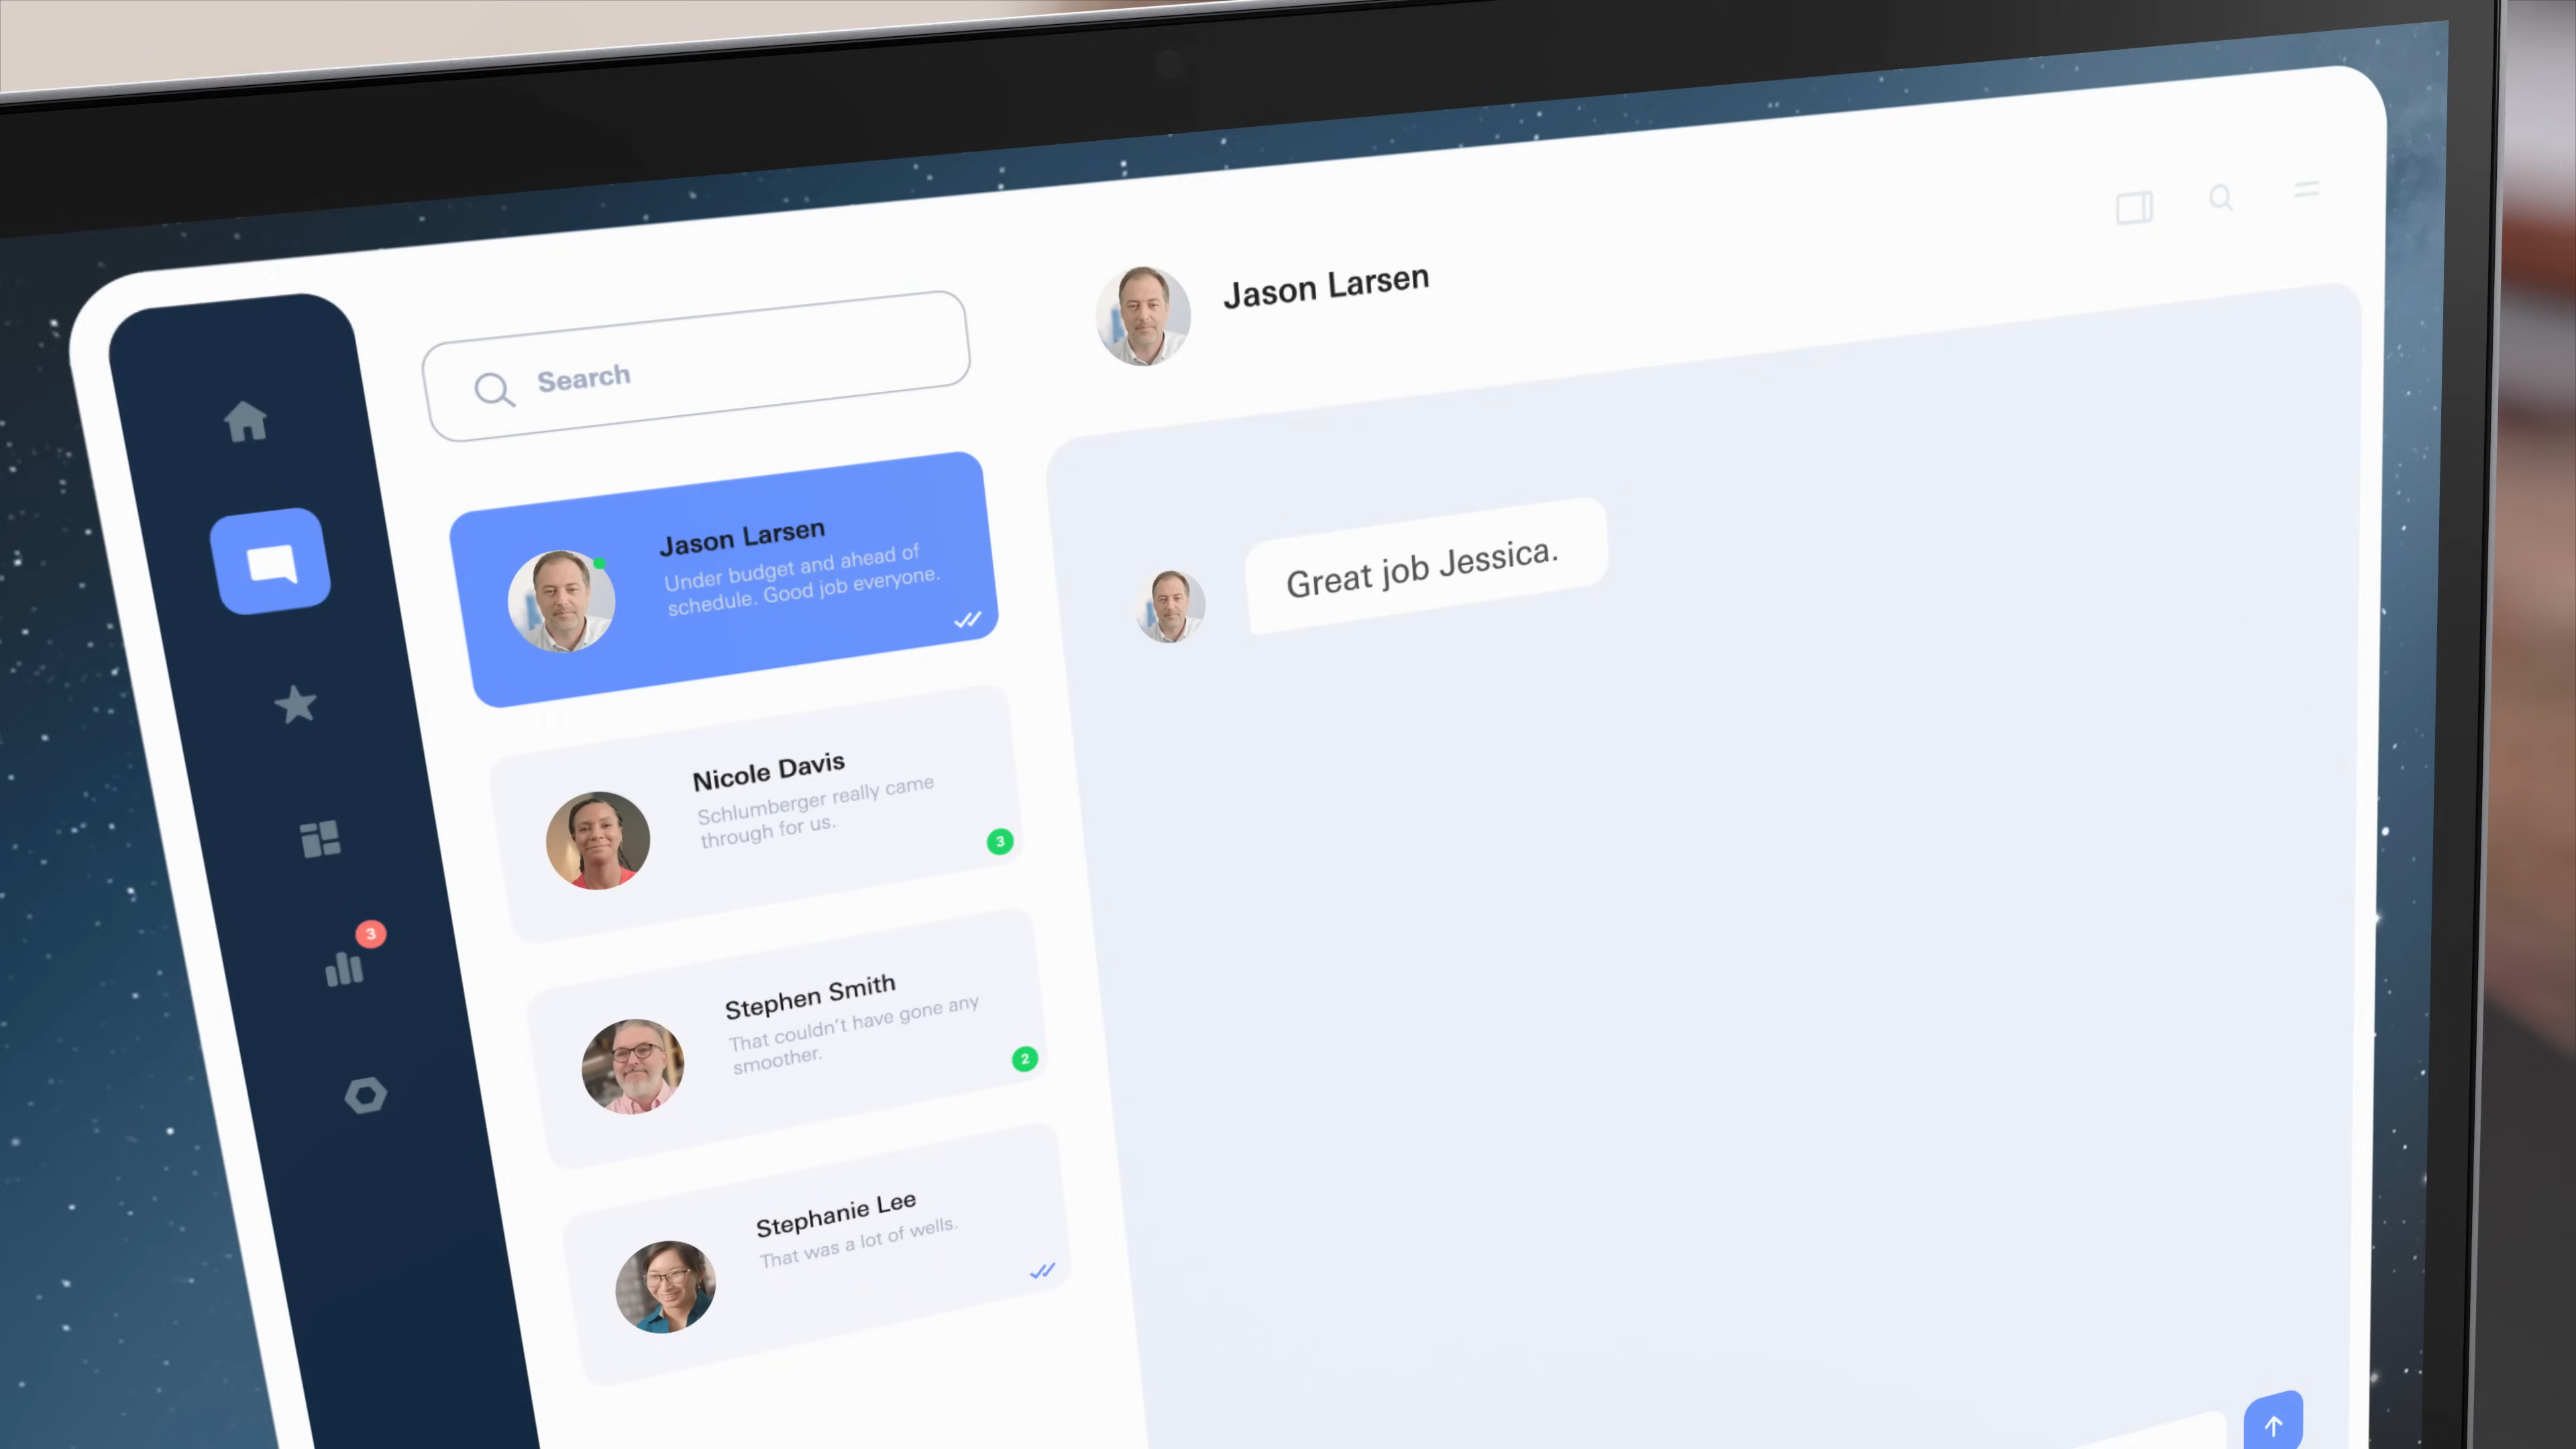 Search
Jason Larsen
Under budget and ahead of
schedule. Good job everyone.
Nicole Davis
Schlumberger really came
through for us.
3
3
Stephen Smith
That couldn't have gone any
smoother.
2
Stephanie Lee
That was a lot of wells.
Jason Larsen
Great job Jessica.